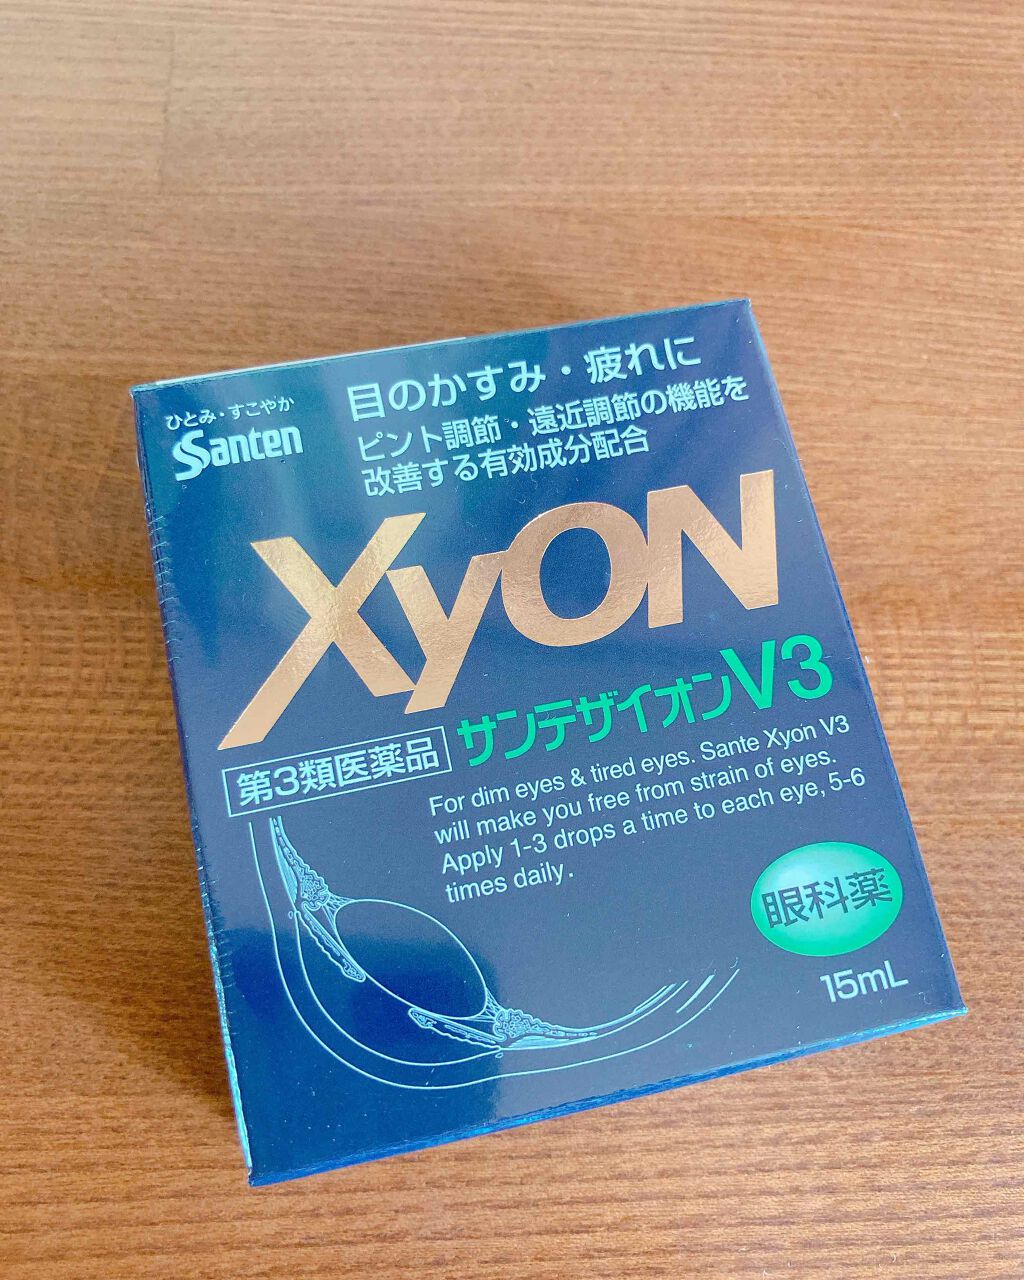 ひとみ・すこやか
Santen
目のかすみ・疲れに
ピント調節・遠近調節の機能を
改善する有効成分配合
XyON
サンテザイオンV3
第3類医薬品
For dim eyes & tired eyes. Sante Xyon V3
will make you free from strain of eyes.
Apply 1-3 drops a time to each eye, 5-6
times daily.
眼科薬
15mL